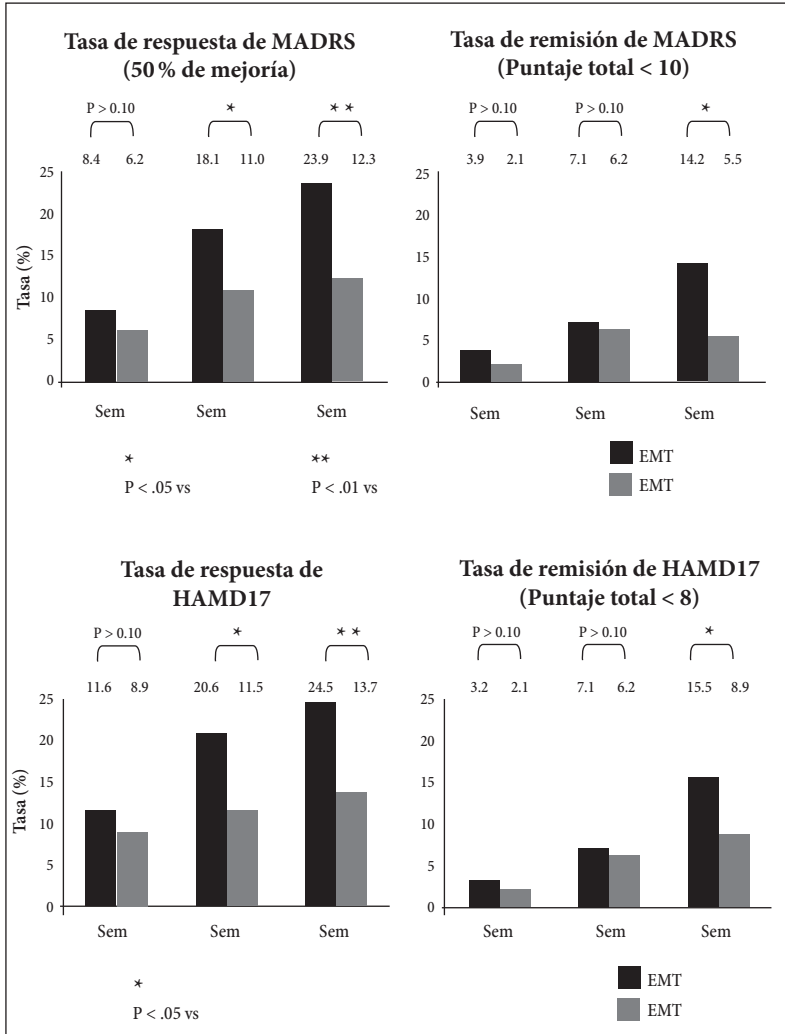 Tasa de respuesta de MADRS
(50 % de mejoría)
P > 0.10 * * *
8.4 6.2 18.1 11.0 23.9 12.3
25
20
15
10
5
0
Tasa (%)
Sem Sem Sem
Tasa de remisión de MADRS
(Puntaje total < 10)
P > 0.10 P > 0.10 *
3.9 2.1 7.1 6.2 14.2 5.5
25
20
15
10
5
0
Sem Sem Sem
*
P < .05 vs
**
P < .01 vs
EMT
EMT
Tasa de respuesta de
HAMD17
P > 0.10 * * *
11.6 8.9 20.6 11.5 24.5 13.7
25
20
15
10
5
0
Tasa (%)
Sem Sem Sem
Tasa de remisión de HAMD17
(Puntaje total < 8)
P > 0.10 P > 0.10 *
3.2 2.1 7.1 6.2 15.5 8.9
25
20
15
10
5
0
Sem Sem Sem
*
P < .05 vs
EMT
EMT